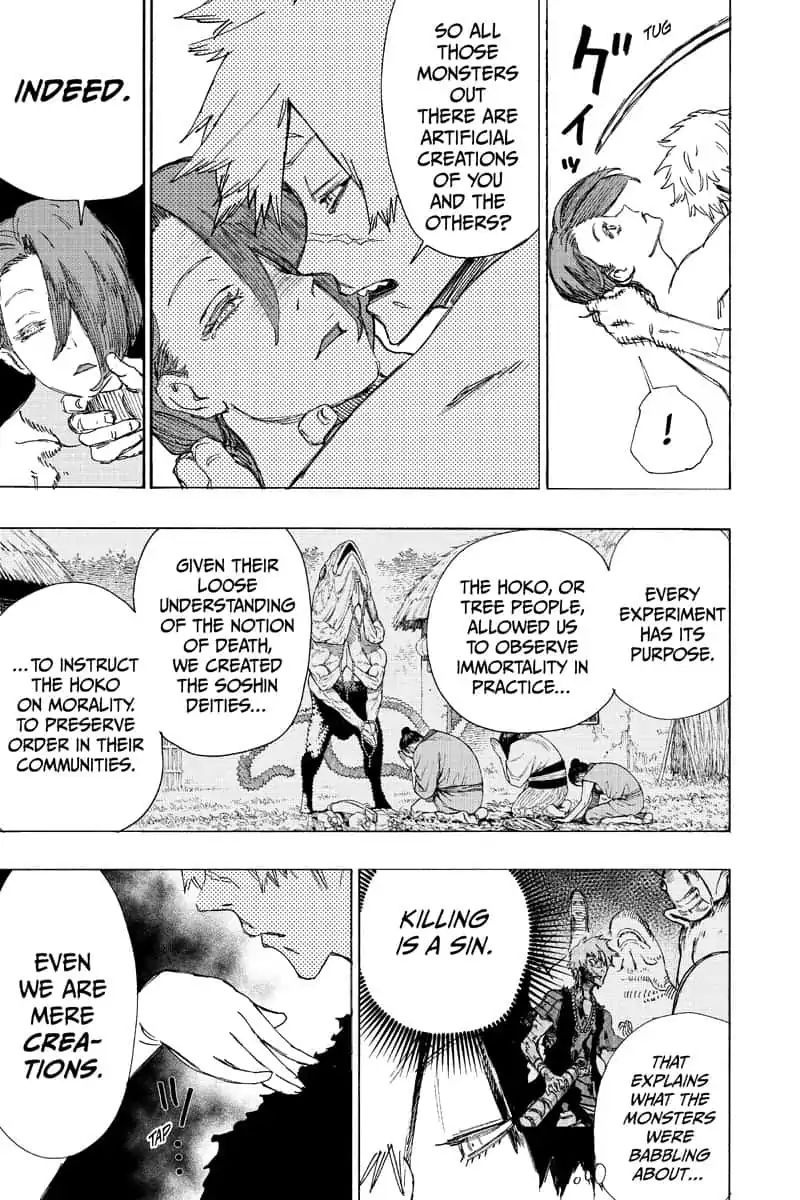 グイッ
TUG
!
SO ALL
THOSE
MONSTERS
OUT
THERE ARE
ARTIFICIAL
CREATIONS
OF YOU
AND THE
OTHERS?
INDEED.
EVERY
EXPERIMENT
HAS ITS
PURPOSE.
THE HOKO, OR
TREE PEOPLE,
ALLOWED US
TO OBSERVE
IMMORTALITY IN
PRACTICE...
GIVEN THEIR
LOOSE
UNDERSTANDING
OF THE NOTION
OF DEATH,
WE CREATED
THE SOSHIN
DEITIES...
...TO INSTRUCT
THE HOKO
ON MORALITY.
TO PRESERVE
ORDER IN THEIR
COMMUNITIES.
KILLING
IS A SIN.
THAT
EXPLAINS
WHAT THE
MONSTERS
WERE
BABBLING
ABOUT...
EVEN
WE ARE
MERE
CREA-
TIONS.
TAP